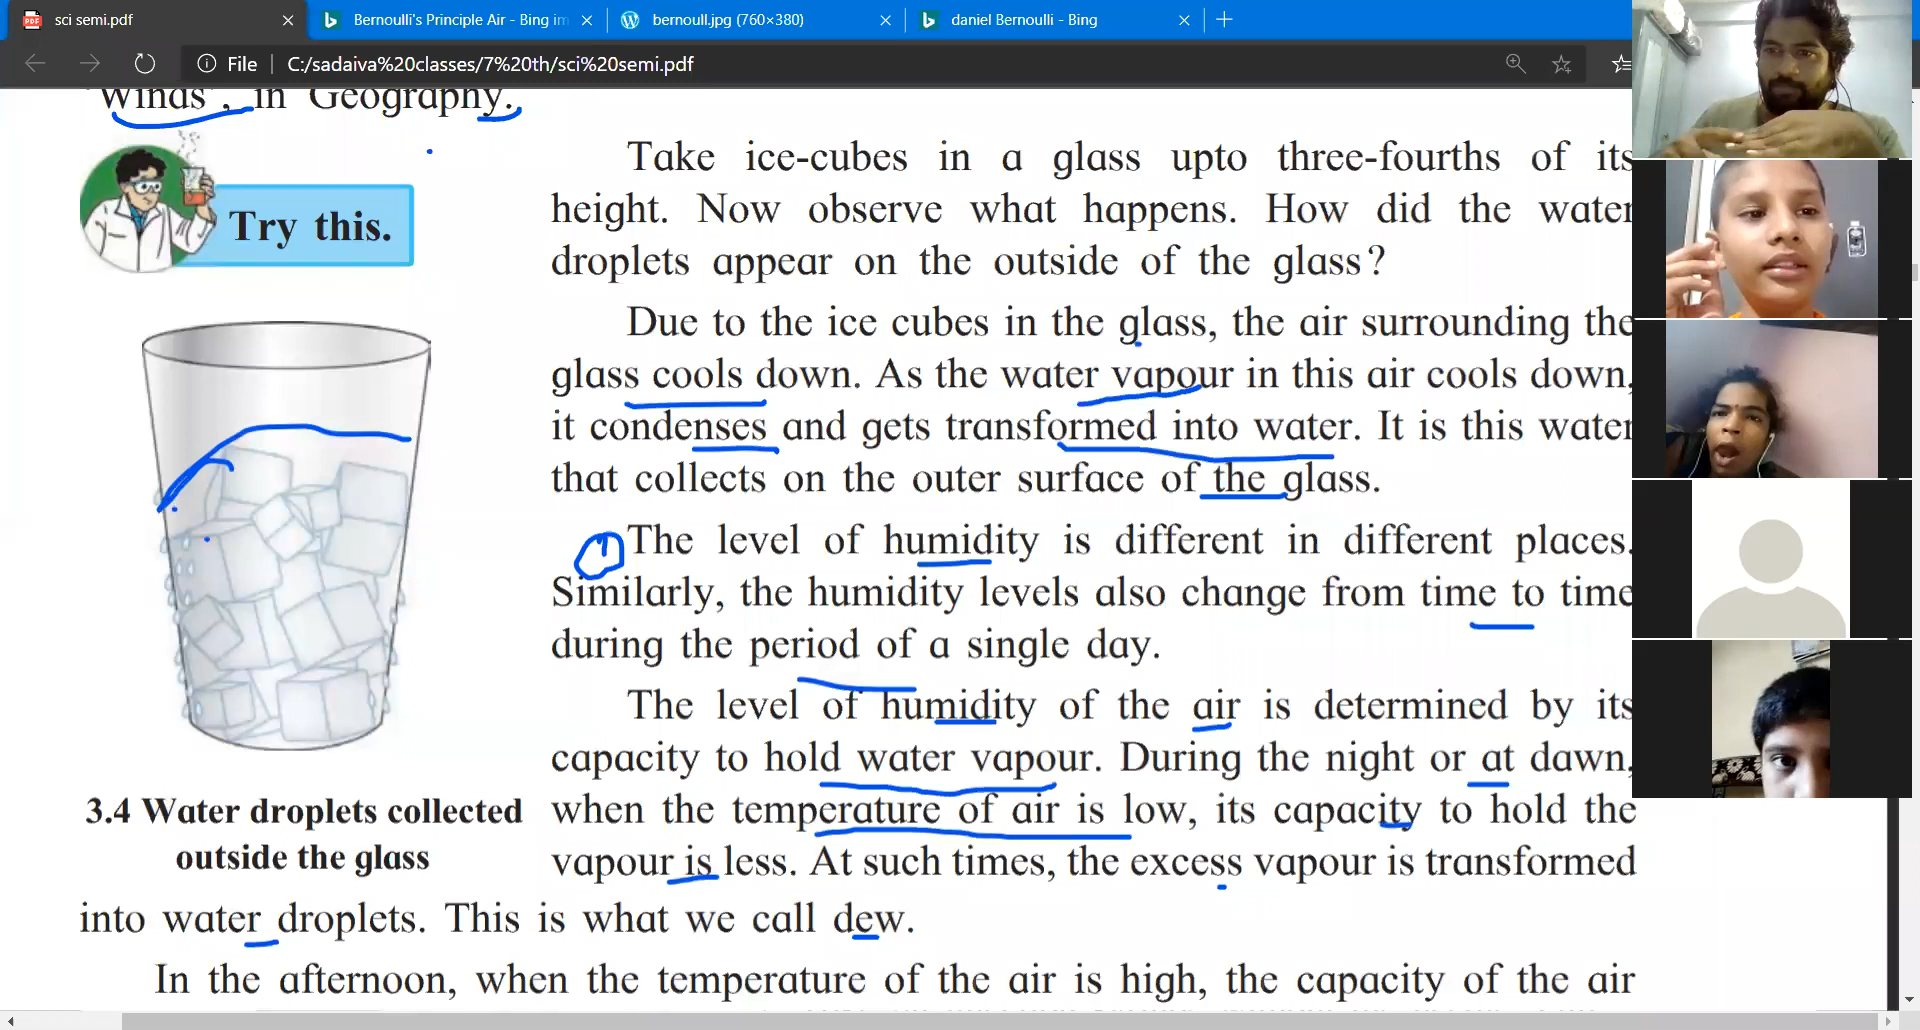 sci semi.pdf
Bernoulli's Principle Air - Bing im
bernoull.jpg (760×380)
daniel Bernoulli - Bing
File
C:/sadaiva%20classes/7%20th/sci%20semi.pdf
'Winds', in Geography.
Try this.
Take ice-cubes in a glass upto three-fourths of its
height. Now observe what happens. How did the water
droplets appear on the outside of the glass?
Due to the ice cubes in the glass, the air surrounding the
glass cools down. As the water vapour in this air cools down,
it condenses and gets transformed into water. It is this water
that collects on the outer surface of the glass.
1
The level of humidity is different in different places.
Similarly, the humidity levels also change from time to time
during the period of a single day.
The level of humidity of the air is determined by its
capacity to hold water vapour. During the night or at dawn,
when the temperature of air is low, its capacity to hold the
vapour is less. At such times, the excess vapour is transformed
into water droplets. This is what we call dew.
3.4 Water droplets collected
outside the glass
In the afternoon, when the temperature of the air is high, the capacity of the air